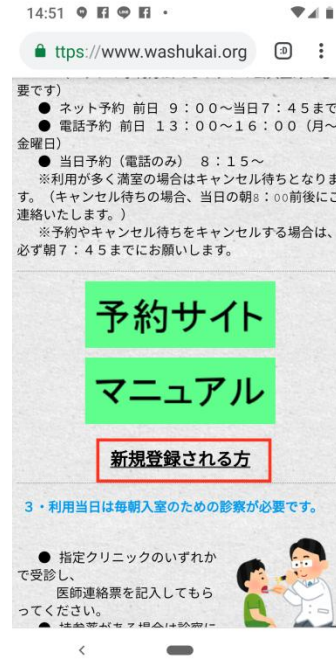 14:51
ttps://www.washukai.org
:D
要です)
● ネット予約 前日 9:00~当日7:45まで
● 電話予約 前日 13:00~16:00 (月~
金曜日)
● 当日予約(電話のみ) 8:15~
※利用が多く満室の場合はキャンセル待ちとなりま
す。(キャンセル待ちの場合、当日の朝8:00前後にご
連絡いたします。)
※予約やキャンセル待ちをキャンセルする場合は、
必ず朝7:45までにお願いします。
予約サイト
マニュアル
新規登録される方
3・利用当日は毎朝入室のための診察が必要です。
● 指定クリニックのいずれか
で受診し、
医師連絡票を記入してもら
ってください。